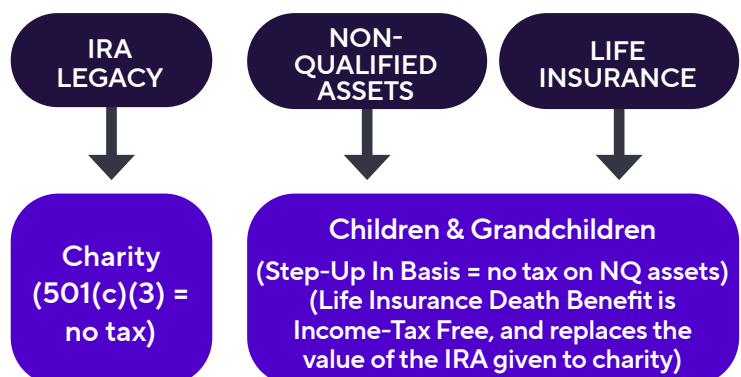 IRA
LEGACY
NON-
QUALIFIED
ASSETS
LIFE
INSURANCE
Charity
(501(c)(3) =
no tax)
Children & Grandchildren
(Step-Up In Basis = no tax on NQ assets)
(Life Insurance Death Benefit is
Income-Tax Free, and replaces the
value of the IRA given to charity)